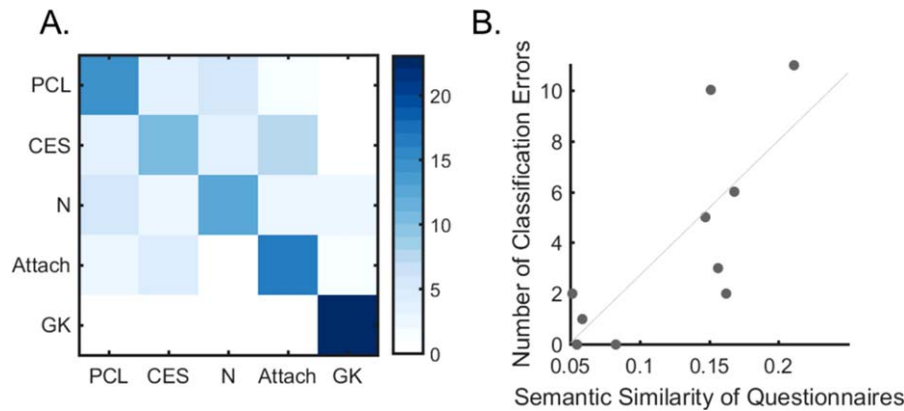 A.
PCL
CES
N
Attach
GK
PCL CES N Attach GK
20
15
10
5
0
B.
Number of Classification Errors
10
8
6
4
2
0
0.05 0.1 0.15 0.2
Semantic Similarity of Questionnaires